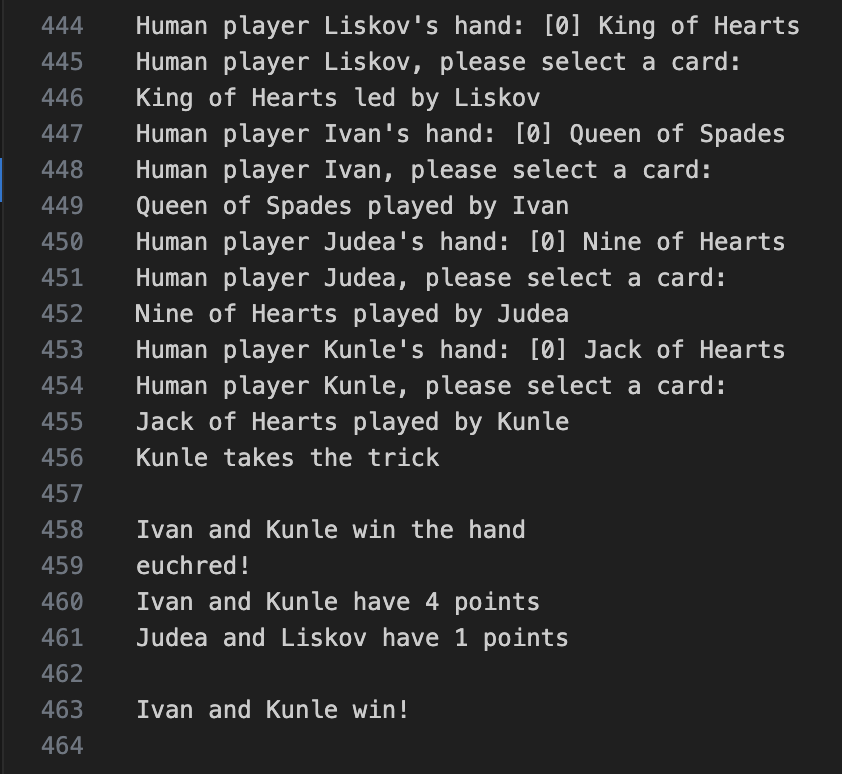 444 Human player Liskov's hand: [0] King of Hearts
445 Human player Liskov, please select a card:
446 King of Hearts led by Liskov
447 Human player Ivan's hand: [0] Queen of Spades
448 Human player Ivan, please select a card:
449 Queen of Spades played by Ivan
450 Human player Judea's hand: [0] Nine of Hearts
451 Human player Judea, please select a card:
452 Nine of Hearts played by Judea
453 Human player Kunle's hand: [0] Jack of Hearts
454 Human player Kunle, please select a card:
455 Jack of Hearts played by Kunle
456 Kunle takes the trick
457
458 Ivan and Kunle win the hand
459 euchred!
460 Ivan and Kunle have 4 points
461 Judea and Liskov have 1 points
462
463 Ivan and Kunle win!
464